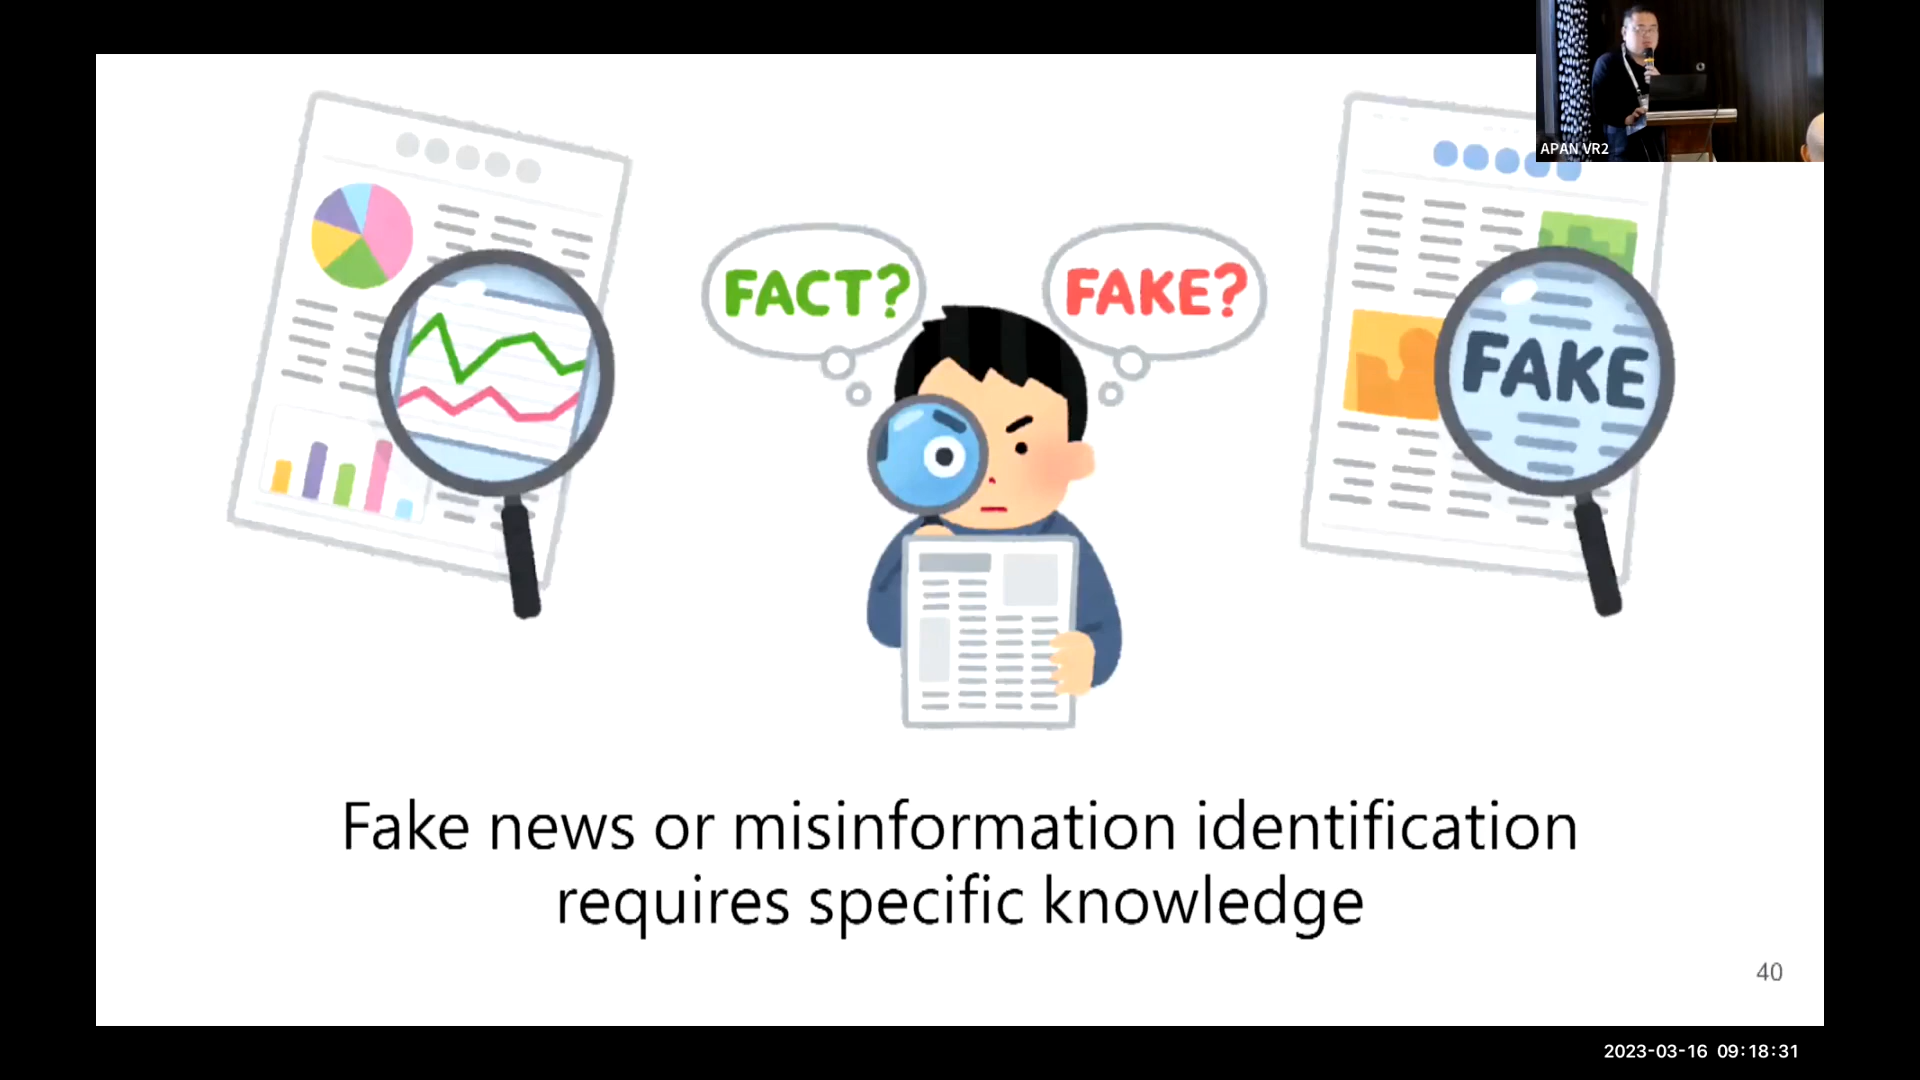 APAN VR2
FACT?
FAKE?
FAKE
Fake news or misinformation identification
requires specific knowledge
40
2023-03-16 09:18:31